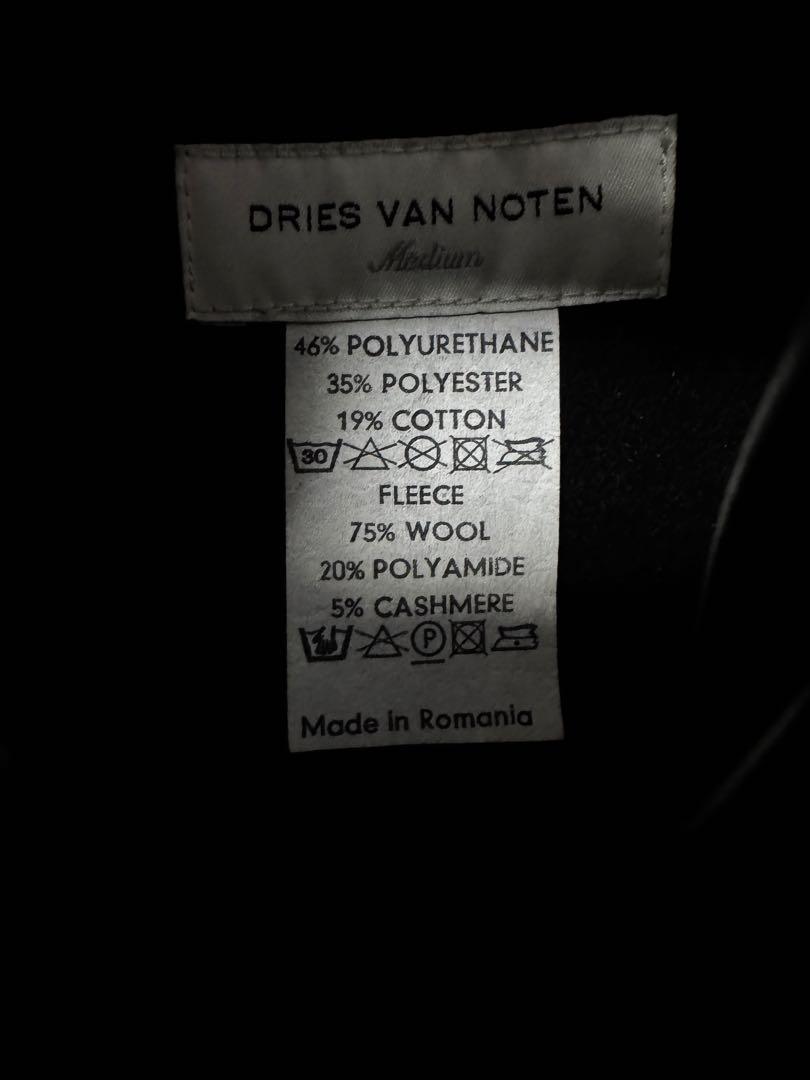 DRIES VAN NOTEN
Medium
46% POLYURETHANE
35% POLYESTER
19% COTTON
30
FLEECE
75% WOOL
20% POLYAMIDE
5% CASHMERE
P
Made in Romania